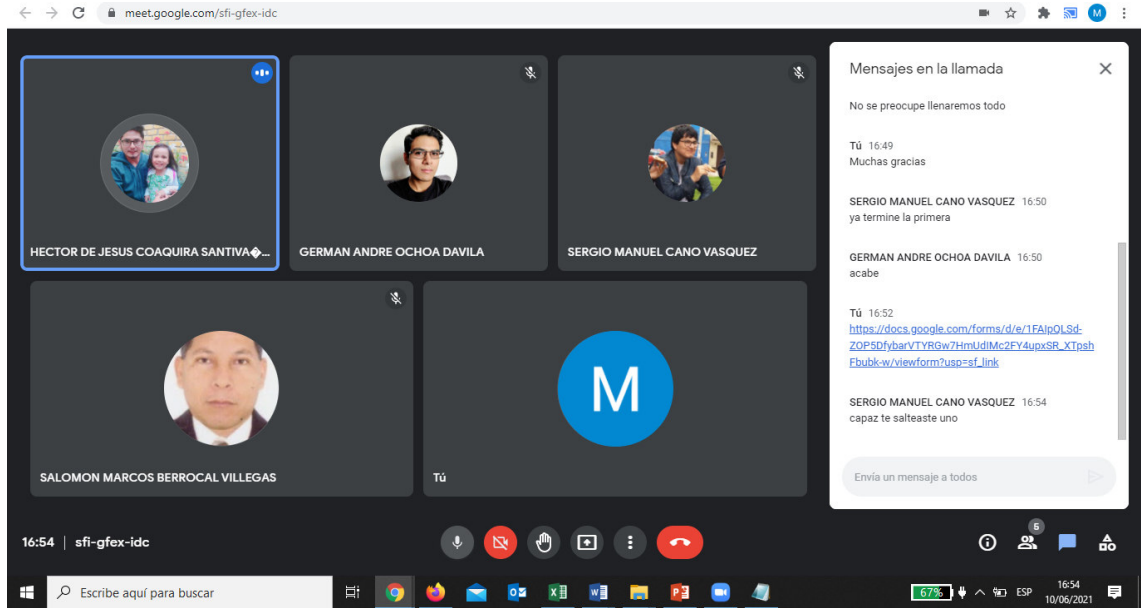 meet.google.com/sfi-gfex-idc
M
HECTOR DE JESUS COAQUIRA SANTIVA�...
GERMAN ANDRE OCHOA DAVILA
SERGIO MANUEL CANO VASQUEZ
SALOMON MARCOS BERROCAL VILLEGAS
M
Tú
Mensajes en la llamada
No se preocupe llenaremos todo
Tú 16:49
Muchas gracias
SERGIO MANUEL CANO VASQUEZ 16:50
ya termine la primera
GERMAN ANDRE OCHOA DAVILA 16:50
acabe
Tú 16:52
https://docs.google.com/forms/d/e/1FAIpQLSd-
ZOP5DfybarVTYRGw7HmUdIMc2FY4upxSR_XTpsh
Fbubk-w/viewform?usp=sf_link
SERGIO MANUEL CANO VASQUEZ 16:54
capaz te salteaste uno
Envía un mensaje a todos
16:54 | sfi-gfex-idc
5
Escribe aquí para buscar
67%
ESP
16:54
10/06/2021